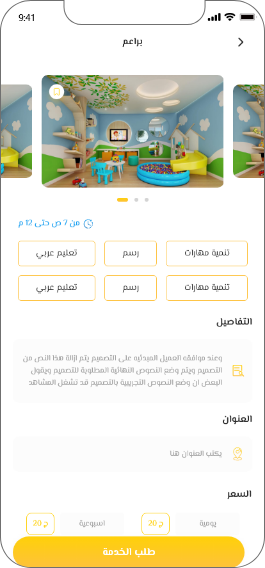 9:41
براعم
من 7 ص حتى 12 م
تنمية مهارات
رسم
تعليم عربي
تنمية مهارات
رسم
تعليم عربي
التفاصيل
وعند موافقه العميل المبدئيه على التصميم يتم ازالة هذا النص من
التصميم ويتم وضع النصوص النهائية المطلوبة للتصميم ويقول
البعض ان وضع النصوص التجريبية بالتصميم قد تشغل المشاهد
العنوان
يكتب العنوان هنا
السعر
يومية
20 ج
اسبوعية
20 ج
طلب الخدمة